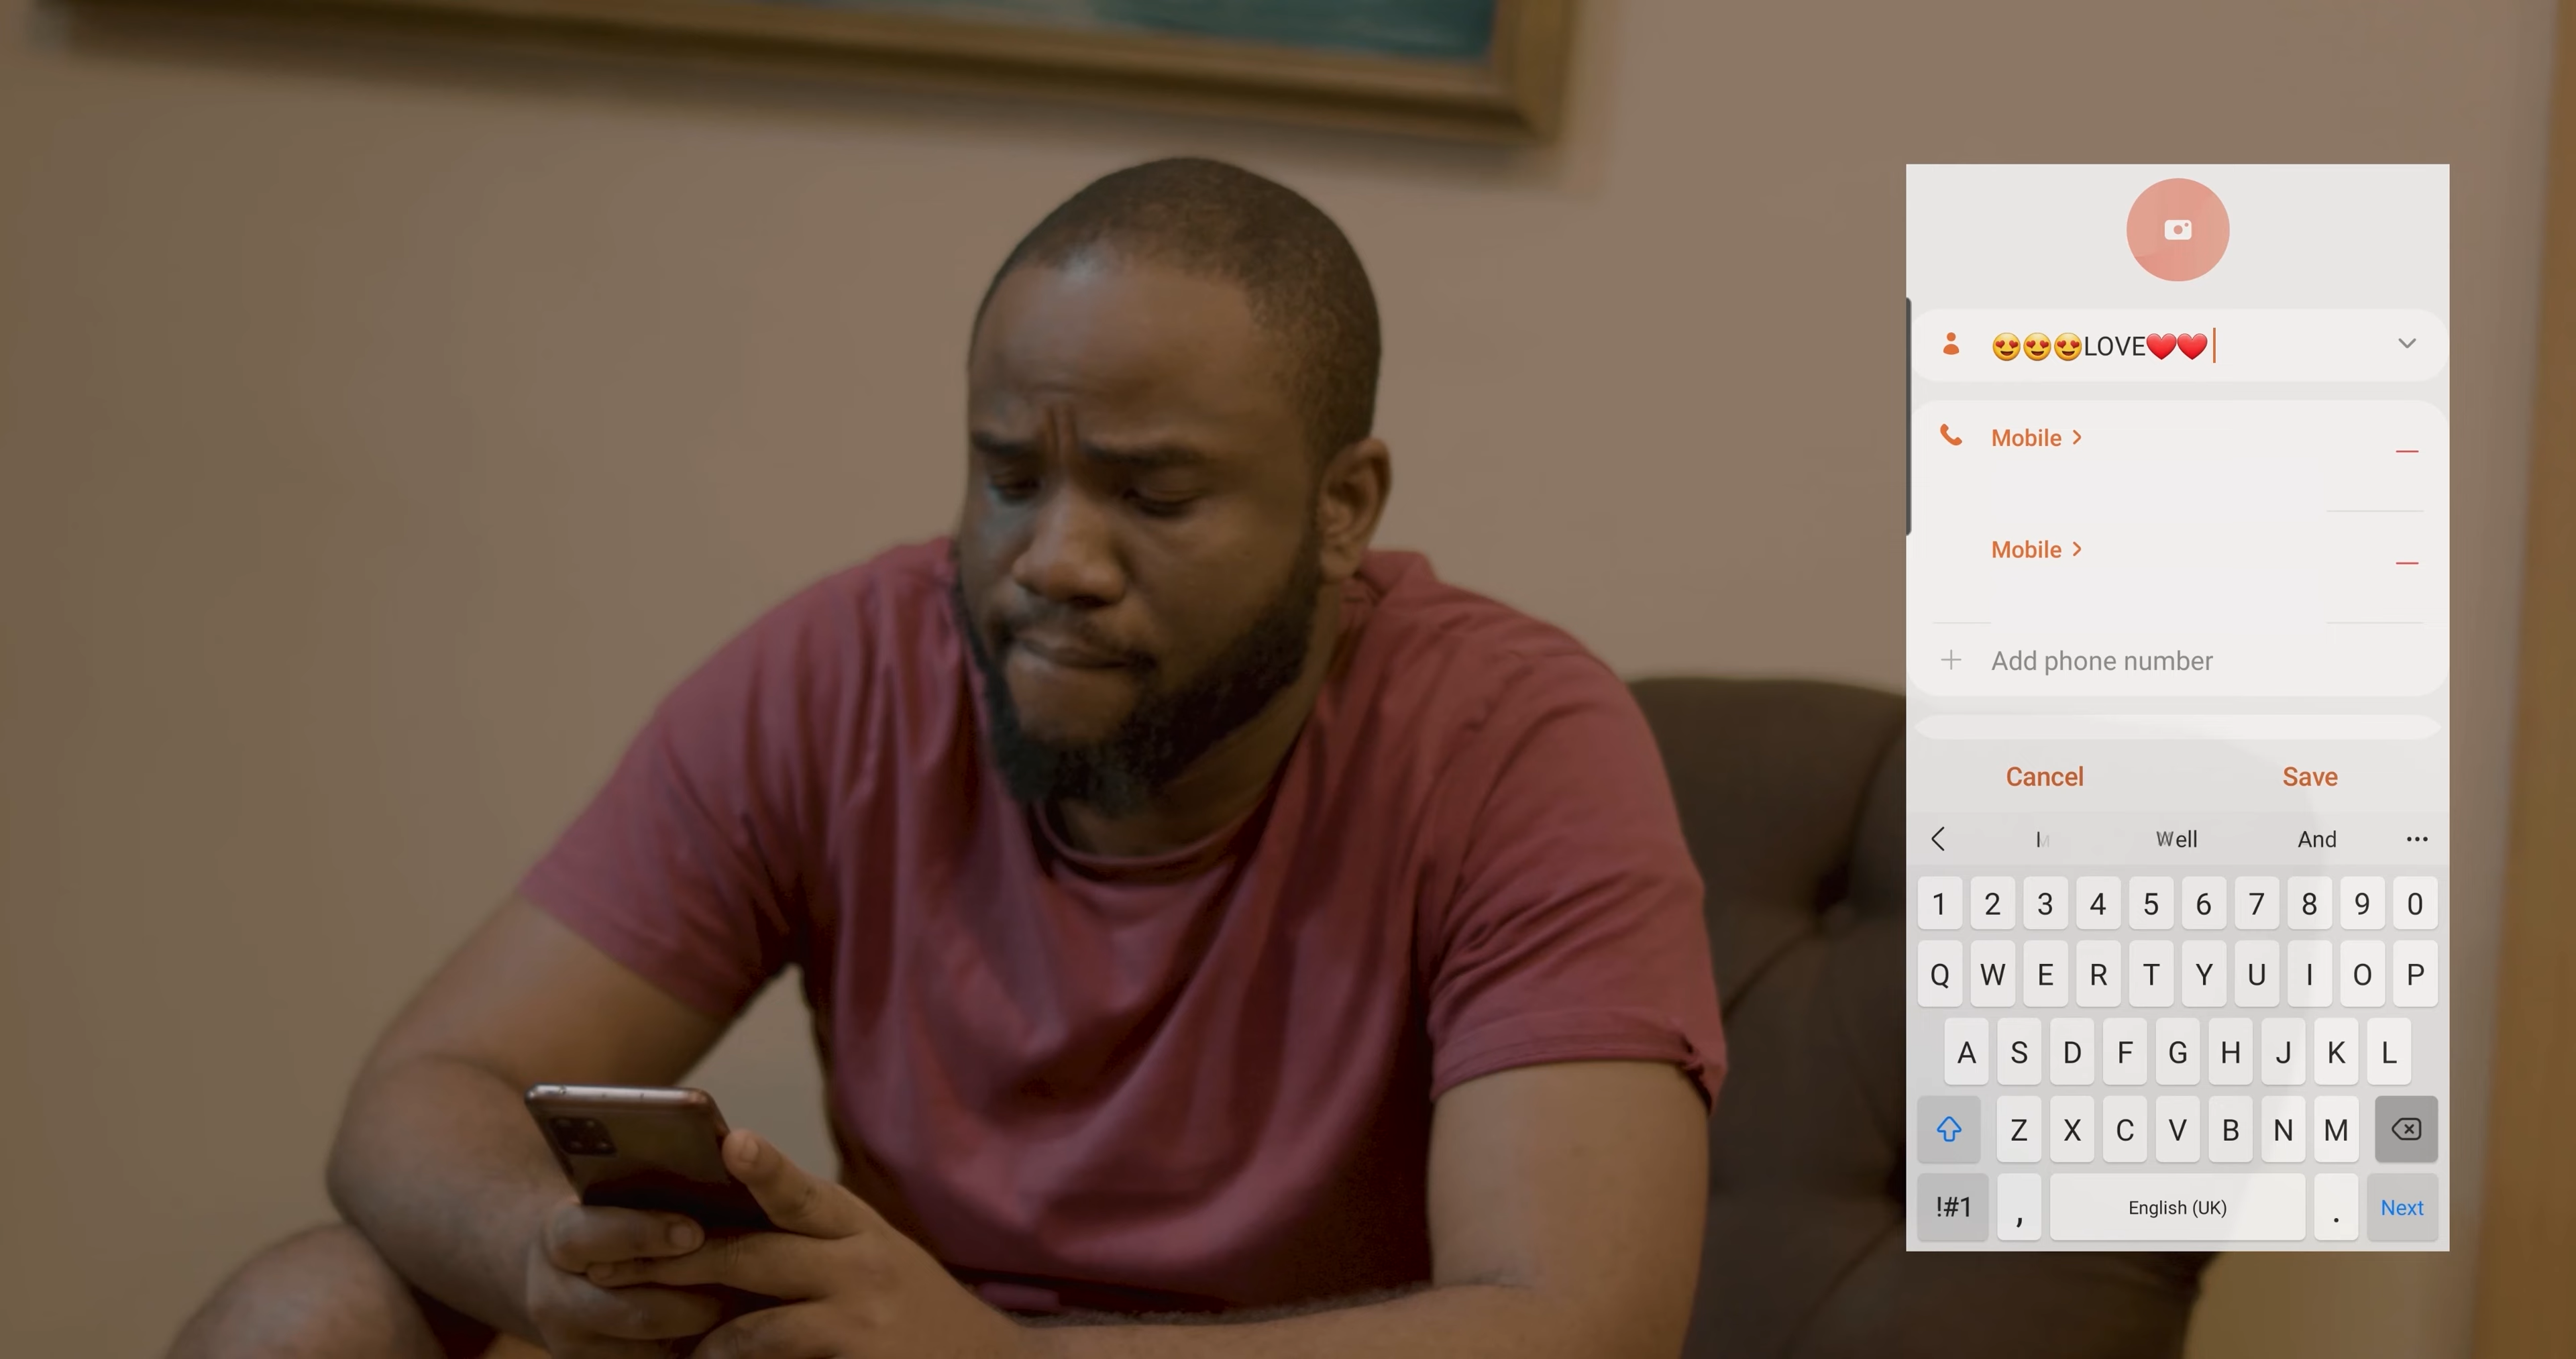 😍😍😍LOVE❤️❤️
Mobile >
Mobile >
Add phone number
Cancel Save
Well And
1 2 3 4 5 6 7 8 9 0
Q W E R T Y U I O P
A S D F G H J K L
Z X C V B N M
!#1 , English (UK) . Next